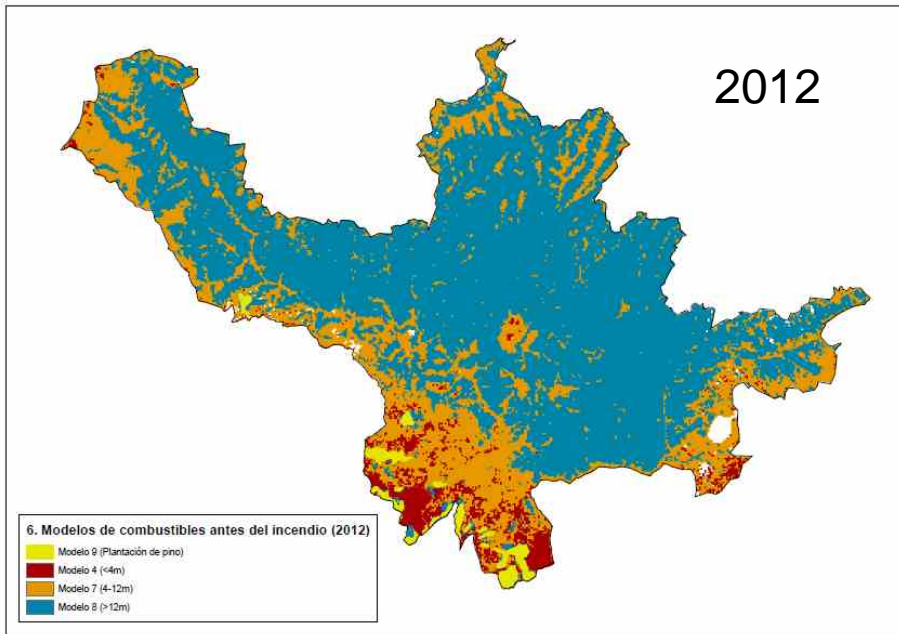 2012
6. Modelos de combustibles antes del incendio (2012)
Modelo 9 (Plantación de pino)
Modelo 4 (<4m)
Modelo 7 (4-12m)
Modelo 8 (>12m)